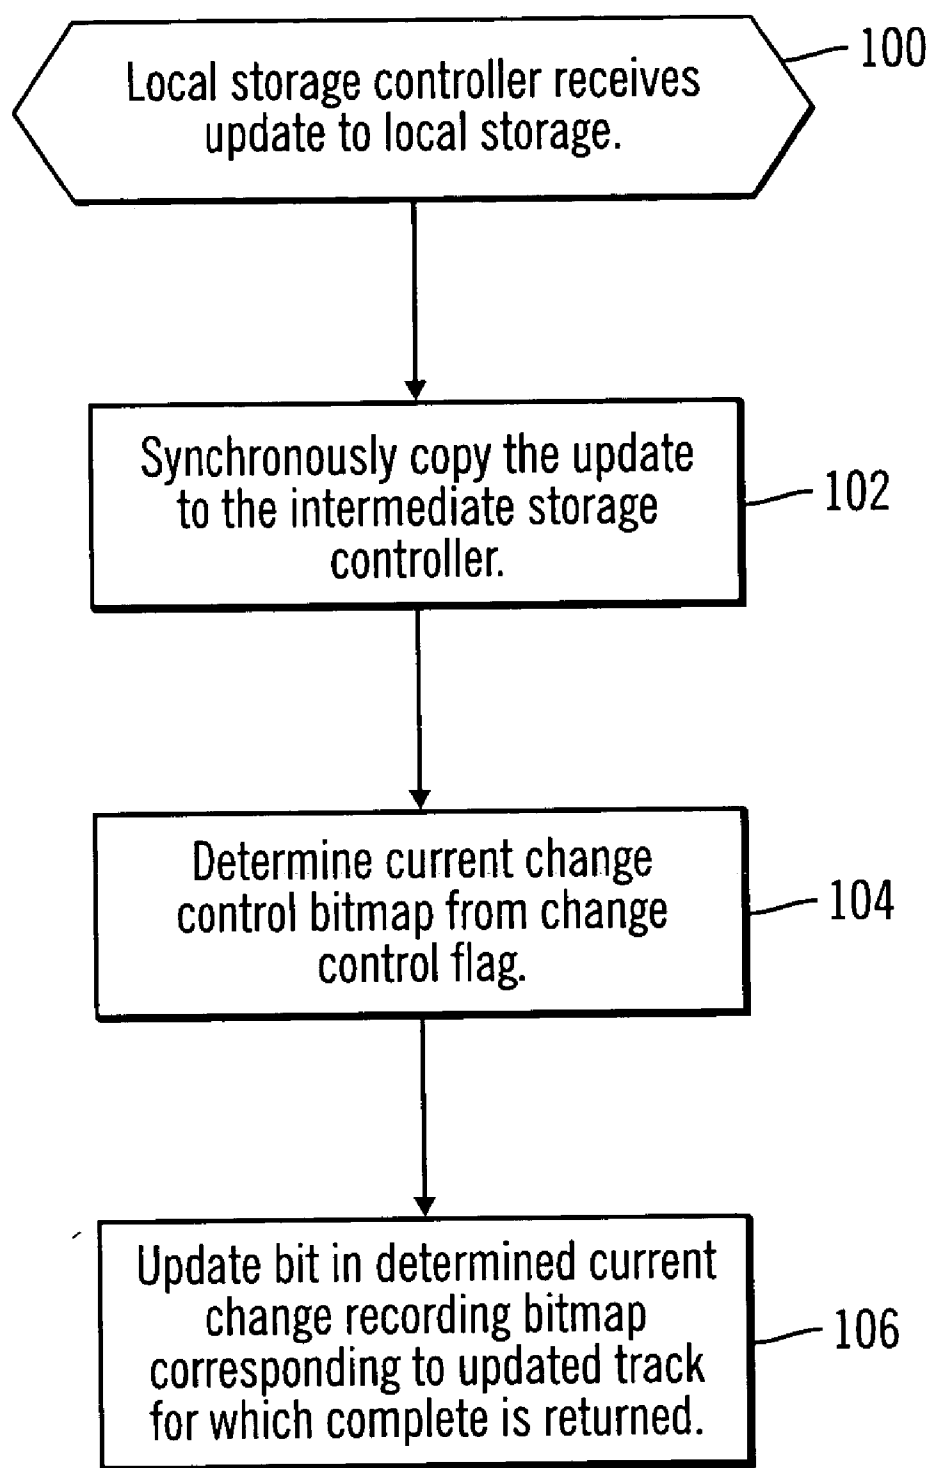 Local storage controller receives
update to local storage.
100
Synchronously copy the update
to the intermediate storage
controller.
102
Determine current change
control bitmap from change
control flag.
104
Update bit in determined current
change recording bitmap
corresponding to updated track
for which complete is returned.
106